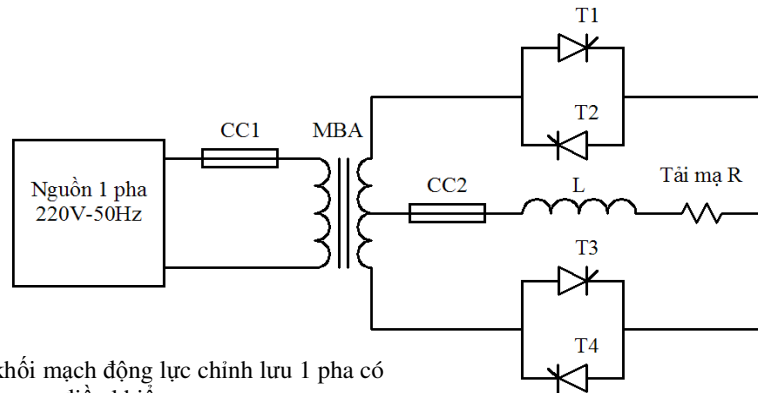 T1
T2
CC1
MBA
Nguồn 1 pha
220V-50Hz
CC2
L
Tải mạ R
T3
T4
khối mạch động lực chỉnh lưu 1 pha có